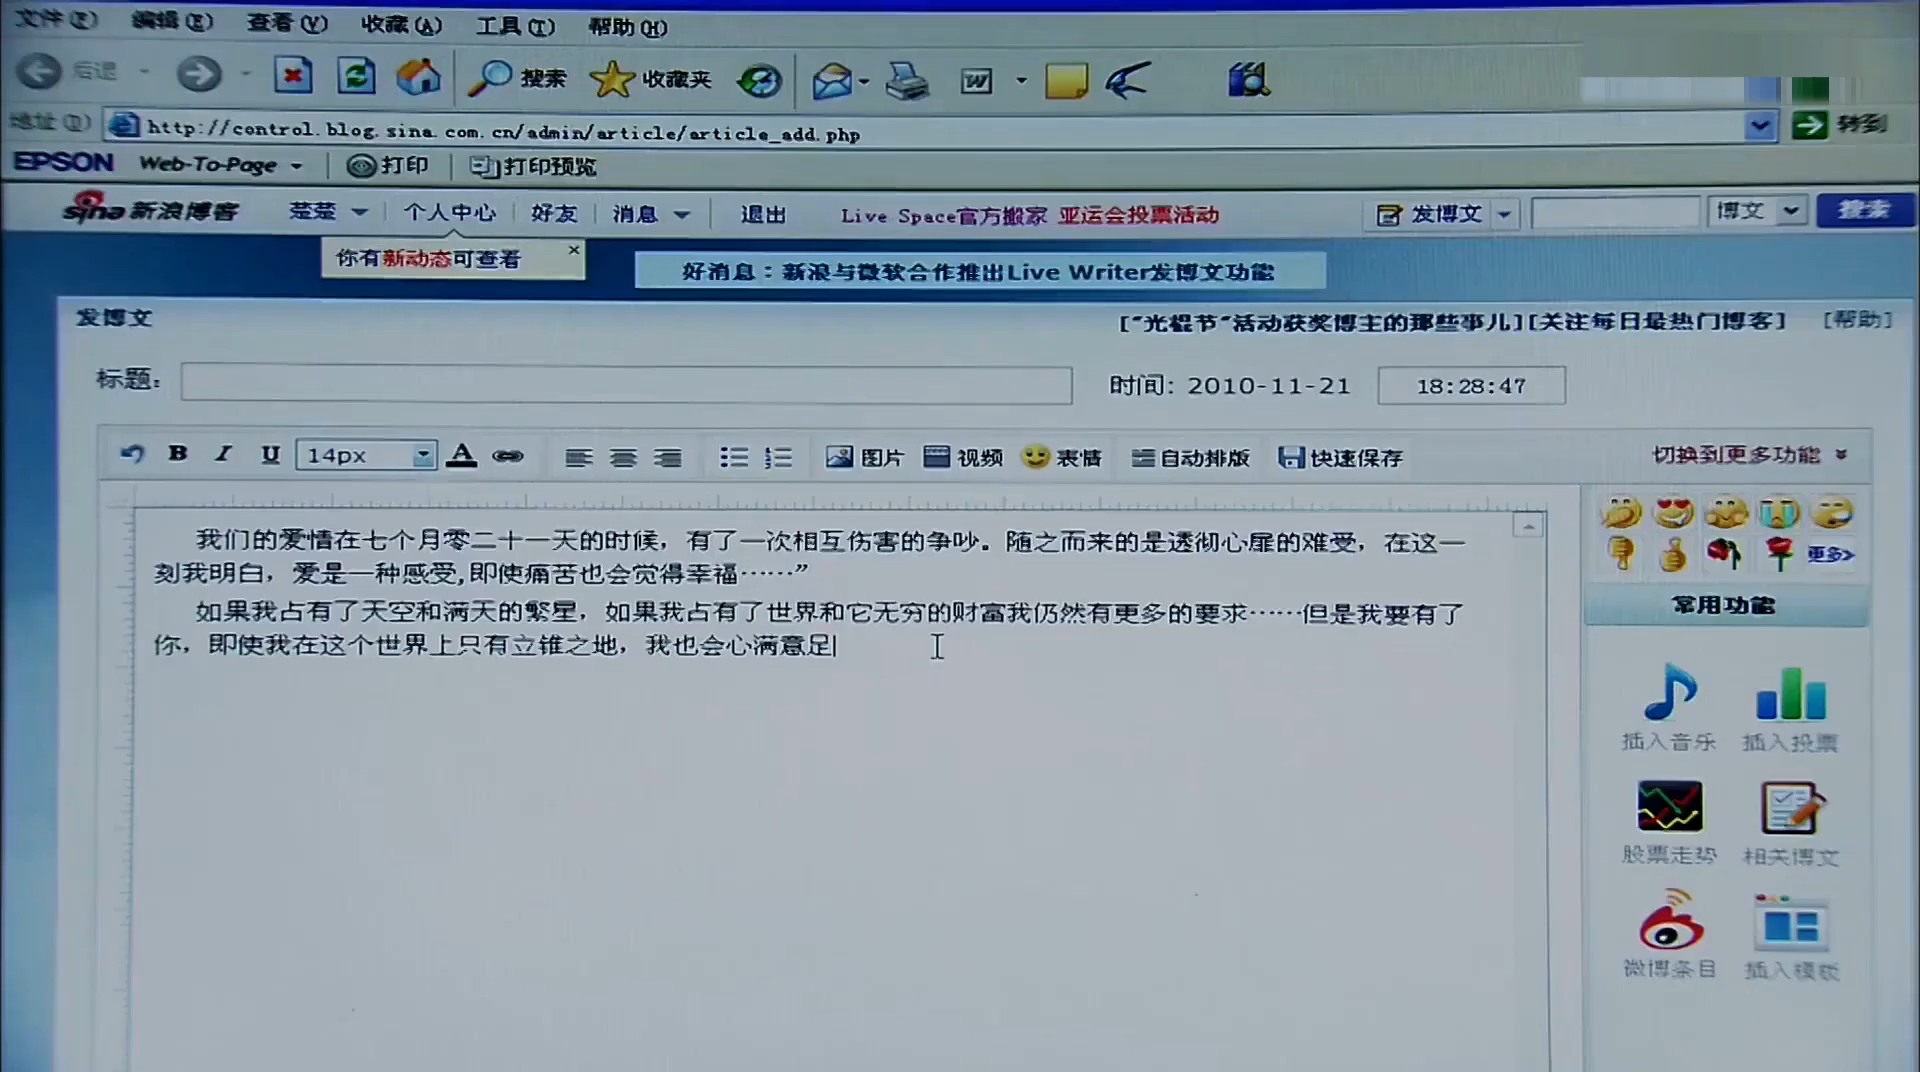 文件(F) 编辑(E) 查看(V) 收藏(A) 工具(T) 帮助(H)
后退 搜索 收藏夹
地址(D) http://control.blog.sina.com.cn/admin/article/article_add.php 转到
EPSON Web-To-Page 打印 打印预览
sina新浪博客 楚楚 个人中心 好友 消息 退出 Live Space官方搬家 亚运会投票活动 发博文 博文 搜索
你有新动态可查看 ×
好消息：新浪与微软合作推出Live Writer发博文功能
发博文 ["光棍节"活动获奖博主的那些事儿][关注每日最热门博客] [帮助]
标题： 时间：2010-11-21 18:28:47
B I U 14px A 图片 视频 表情 自动排版 快速保存 切换到更多功能
我们的爱情在七个月零二十一天的时候，有了一次相互伤害的争吵。随之而来的是透彻心扉的难受，在这一
刻我明白，爱是一种感受,即使痛苦也会觉得幸福……”
如果我占有了天空和满天的繁星，如果我占有了世界和它无穷的财富我仍然有更多的要求……但是我要有了
你，即使我在这个世界上只有立锥之地，我也会心满意足
更多>
常用功能
插入音乐 插入投票
股票走势 相关博文
微博条目 插入模板